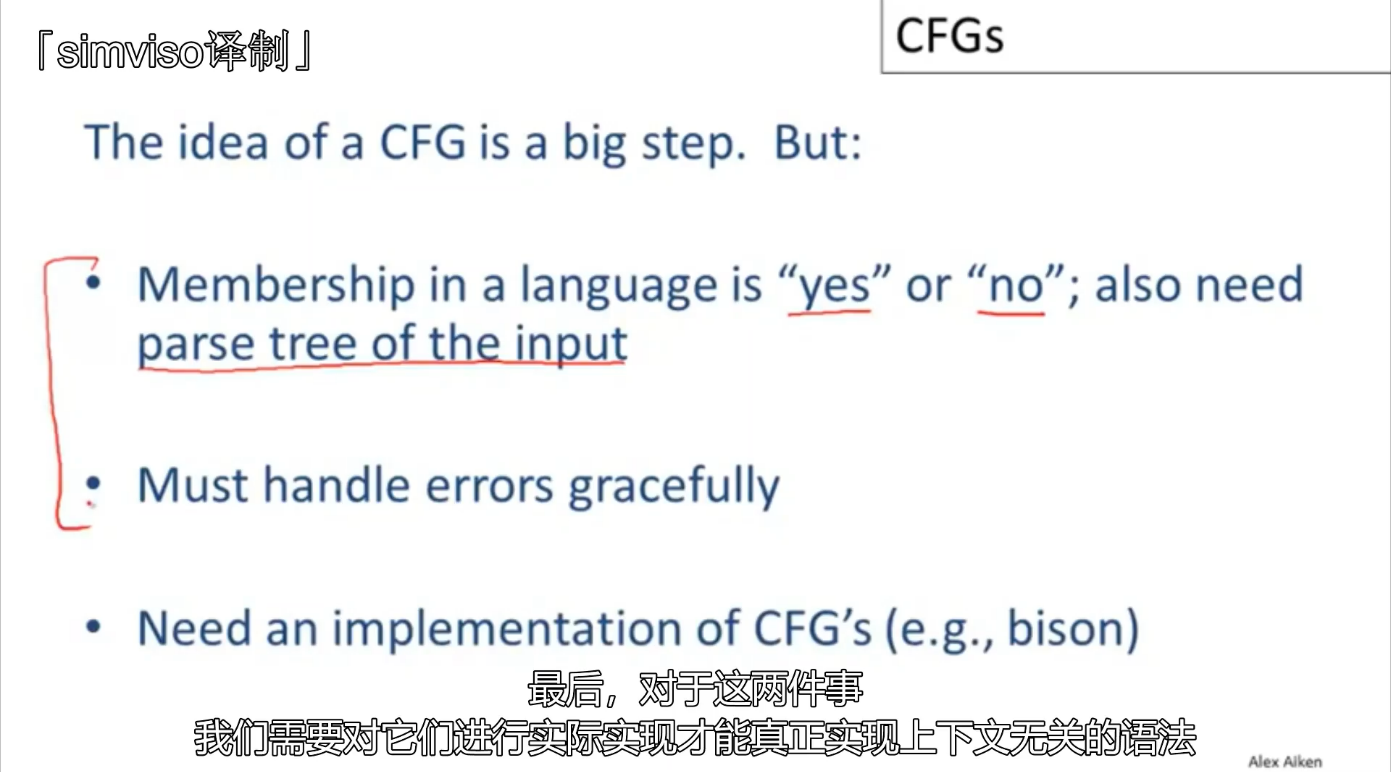 「simviso译制」
CFGs
The idea of a CFG is a big step. But:
• Membership in a language is “yes” or “no”; also need
parse tree of the input
• Must handle errors gracefully
• Need an implementation of CFG’s (e.g., bison)
最后，对于这两件事
我们需要对它们进行实际实现才能真正实现上下文无关的语法
Alex Aiken